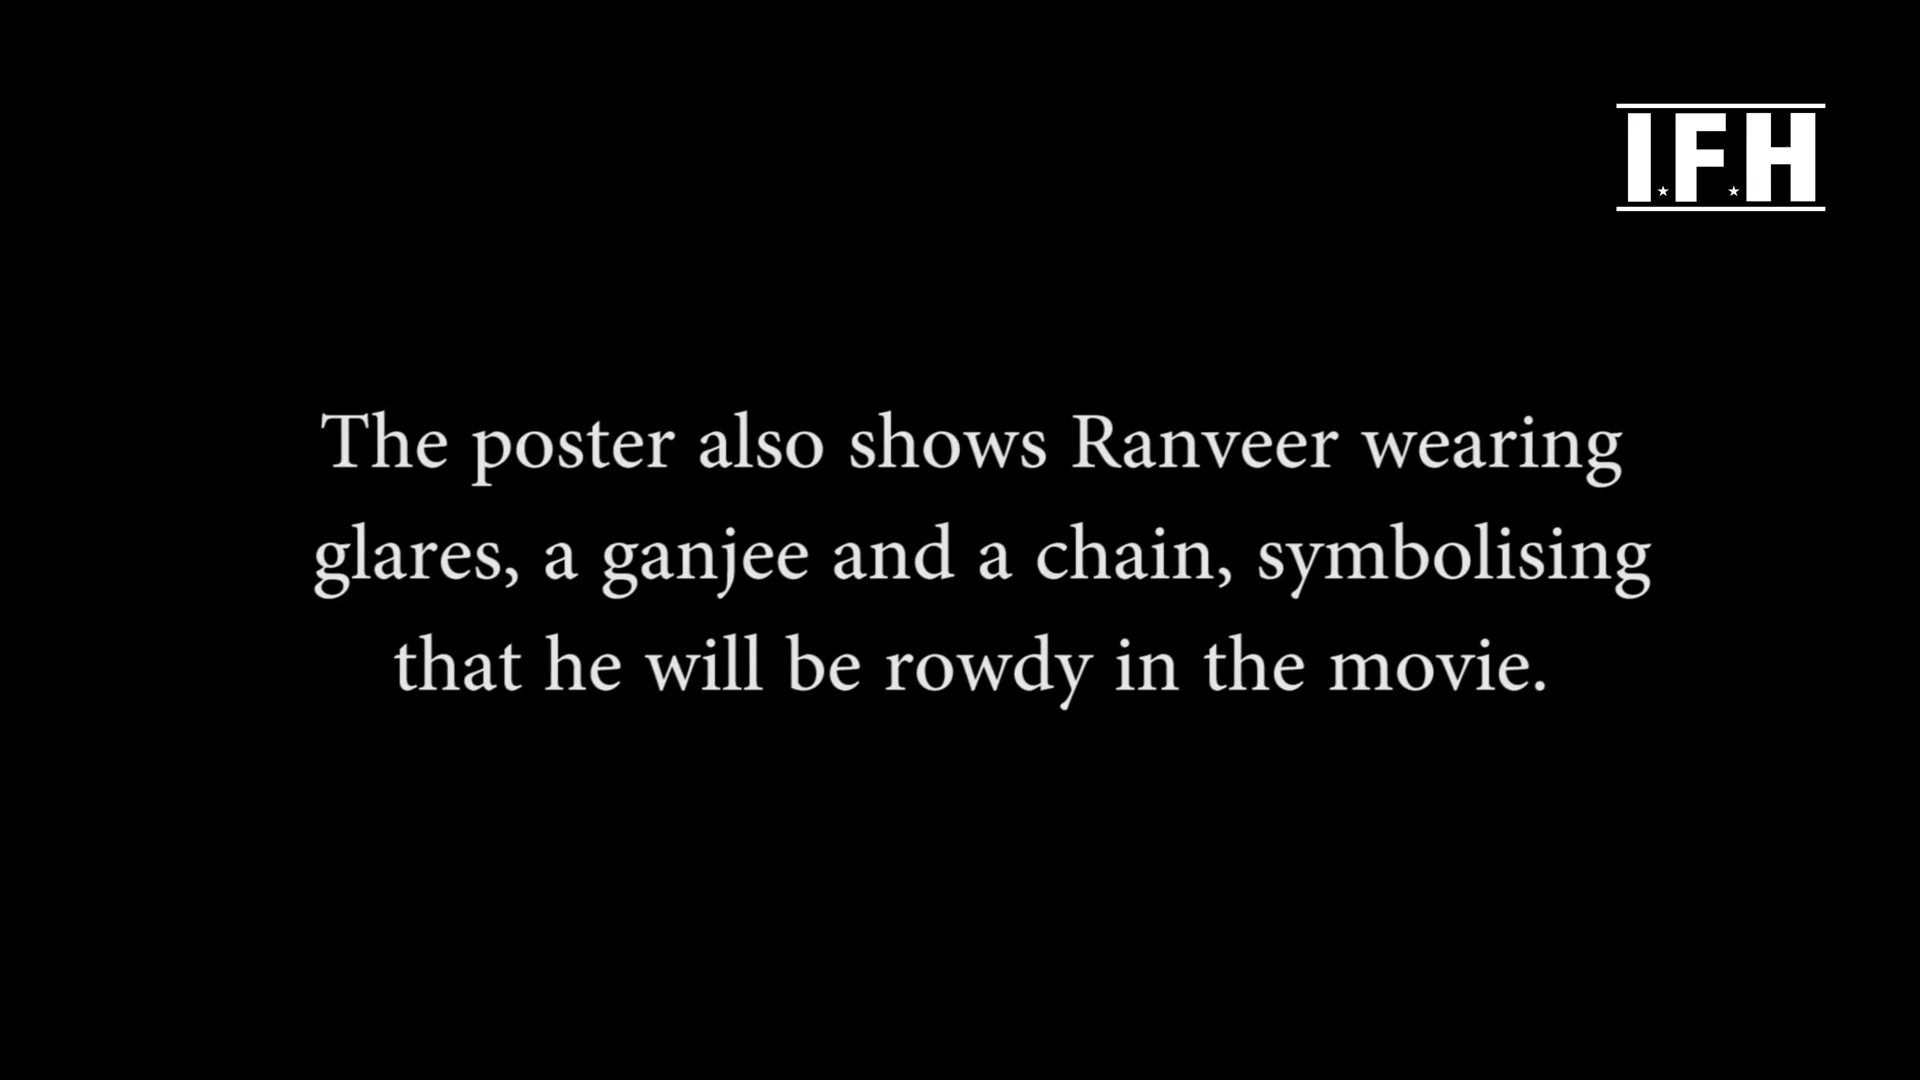 I.F.H
The poster also shows Ranveer wearing
glares, a ganjee and a chain, symbolising
that he will be rowdy in the movie.